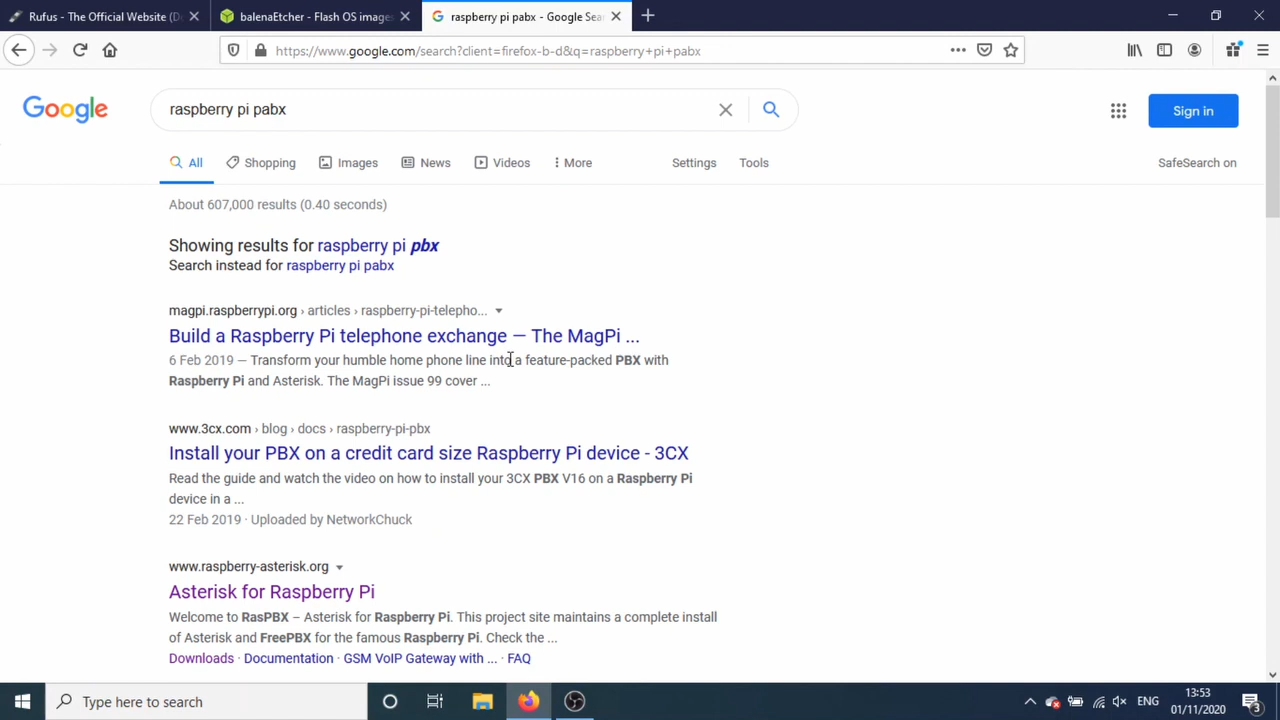 Rufus - The Official Website (D
balenaEtcher - Flash OS images
raspberry pi pabx - Google Sear
https://www.google.com/search?client=firefox-b-d&q=raspberry+pi+pabx
Google
raspberry pi pabx
Sign in
All
Shopping
Images
News
Videos
More
Settings
Tools
SafeSearch on
About 607,000 results (0.40 seconds)
Showing results for raspberry pi pbx
Search instead for raspberry pi pabx
magpi.raspberrypi.org › articles › raspberry-pi-telepho...
Build a Raspberry Pi telephone exchange — The MagPi ...
6 Feb 2019 — Transform your humble home phone line into a feature-packed PBX with
Raspberry Pi and Asterisk. The MagPi issue 99 cover ...
www.3cx.com › blog › docs › raspberry-pi-pbx
Install your PBX on a credit card size Raspberry Pi device - 3CX
Read the guide and watch the video on how to install your 3CX PBX V16 on a Raspberry Pi
device in a ...
22 Feb 2019 · Uploaded by NetworkChuck
www.raspberry-asterisk.org
Asterisk for Raspberry Pi
Welcome to RasPBX – Asterisk for Raspberry Pi. This project site maintains a complete install
of Asterisk and FreePBX for the famous Raspberry Pi. Check the ...
Downloads · Documentation · GSM VoIP Gateway with ... · FAQ
Type here to search
ENG
13:53
01/11/2020
3